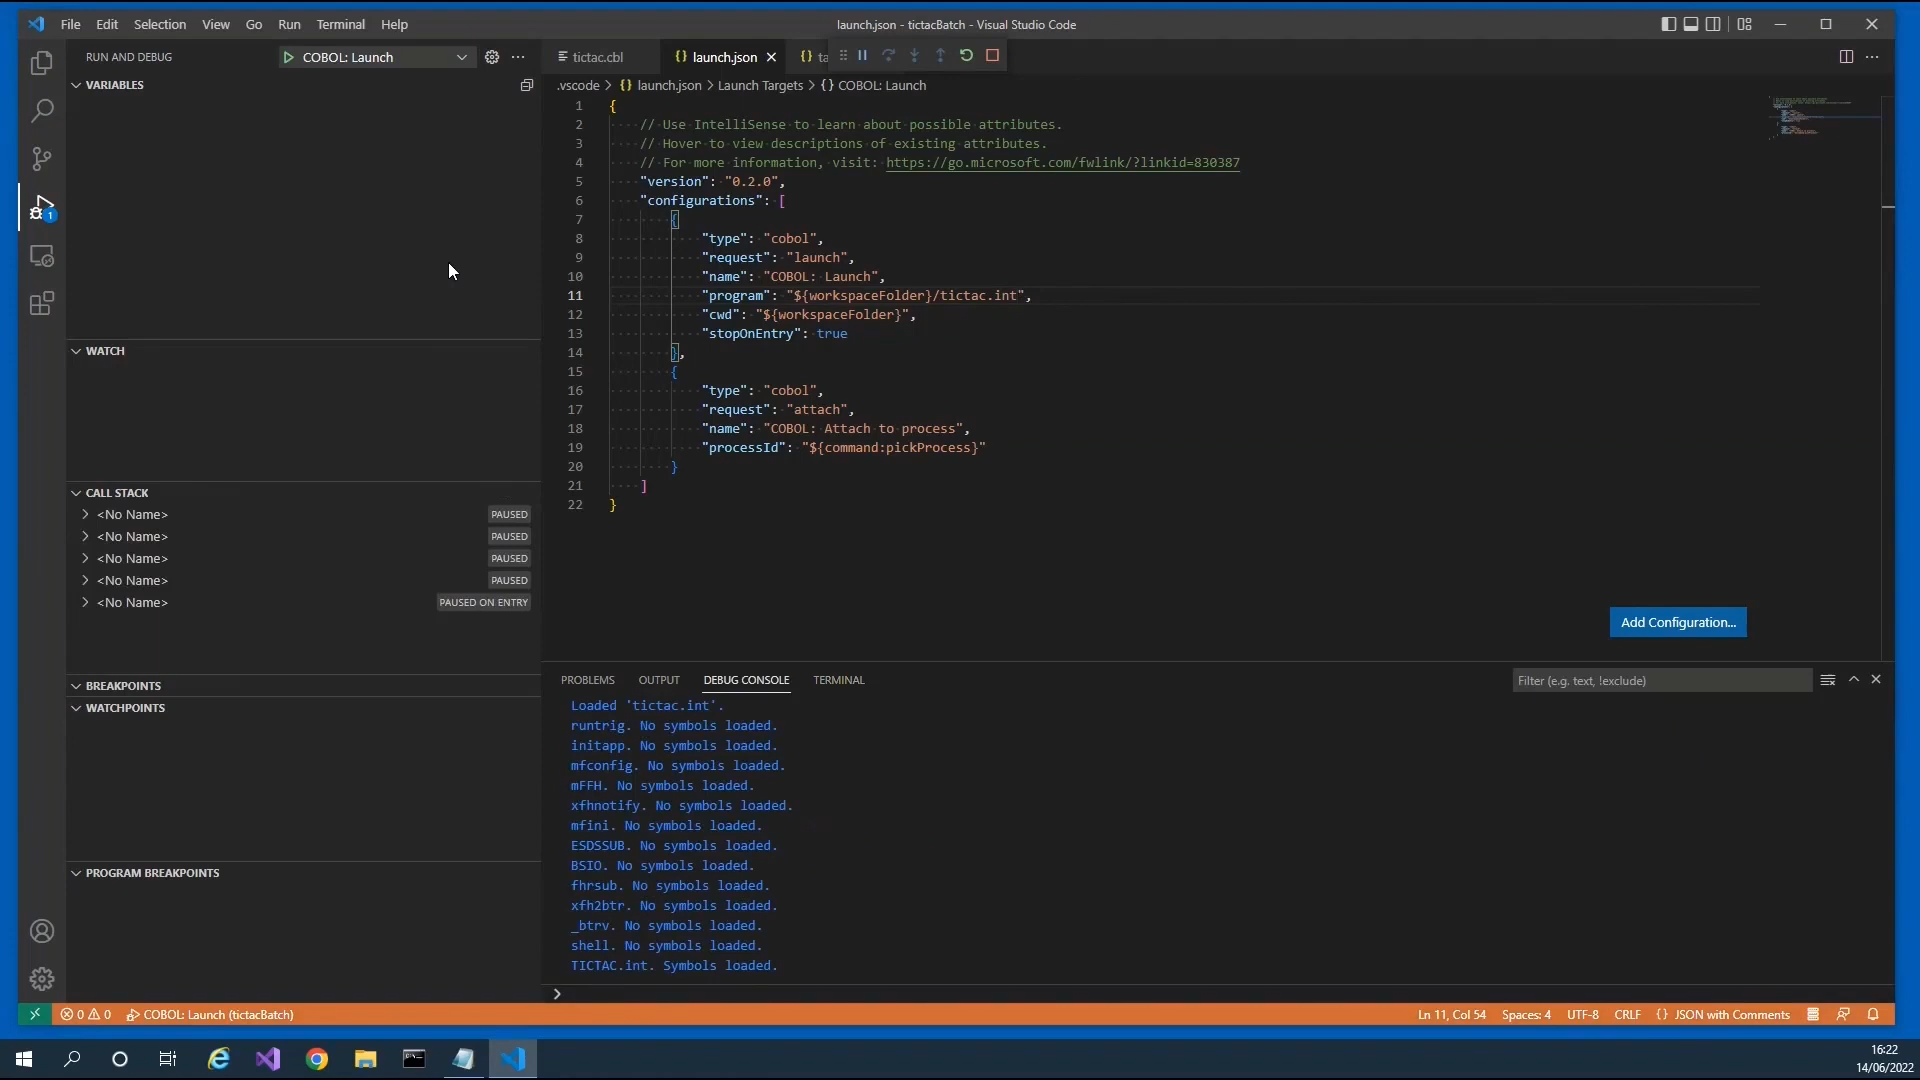 File Edit Selection View Go Run Terminal Help
launch.json - tictacBatch - Visual Studio Code
RUN AND DEBUG
COBOL: Launch
tictac.cbl
{} launch.json
{} ta
.vscode > {} launch.json > Launch Targets > {} COBOL: Launch
VARIABLES
WATCH
CALL STACK
<No Name> PAUSED
<No Name> PAUSED
<No Name> PAUSED
<No Name> PAUSED
<No Name> PAUSED ON ENTRY
BREAKPOINTS
WATCHPOINTS
PROGRAM BREAKPOINTS
1 {
2 // Use IntelliSense to learn about possible attributes.
3 // Hover to view descriptions of existing attributes.
4 // For more information, visit: https://go.microsoft.com/fwlink/?linkid=830387
5 "version": "0.2.0",
6 "configurations": [
7 {
8 "type": "cobol",
9 "request": "launch",
10 "name": "COBOL: Launch",
11 "program": "${workspaceFolder}/tictac.int",
12 "cwd": "${workspaceFolder}",
13 "stopOnEntry": true
14 },
15 {
16 "type": "cobol",
17 "request": "attach",
18 "name": "COBOL: Attach to process",
19 "processId": "${command:pickProcess}"
20 }
21 ]
22 }
Add Configuration...
PROBLEMS OUTPUT DEBUG CONSOLE TERMINAL
Filter (e.g. text, !exclude)
Loaded 'tictac.int'.
runtrig. No symbols loaded.
initapp. No symbols loaded.
mfconfig. No symbols loaded.
mFFH. No symbols loaded.
xfhnotify. No symbols loaded.
mfini. No symbols loaded.
ESDSSUB. No symbols loaded.
BSIO. No symbols loaded.
fhrsub. No symbols loaded.
xfh2btr. No symbols loaded.
_btrv. No symbols loaded.
shell. No symbols loaded.
TICTAC.int. Symbols loaded.
>
1
0 0 COBOL: Launch (tictacBatch)
Ln 11, Col 54 Spaces: 4 UTF-8 CRLF {} JSON with Comments
16:22
14/06/2022